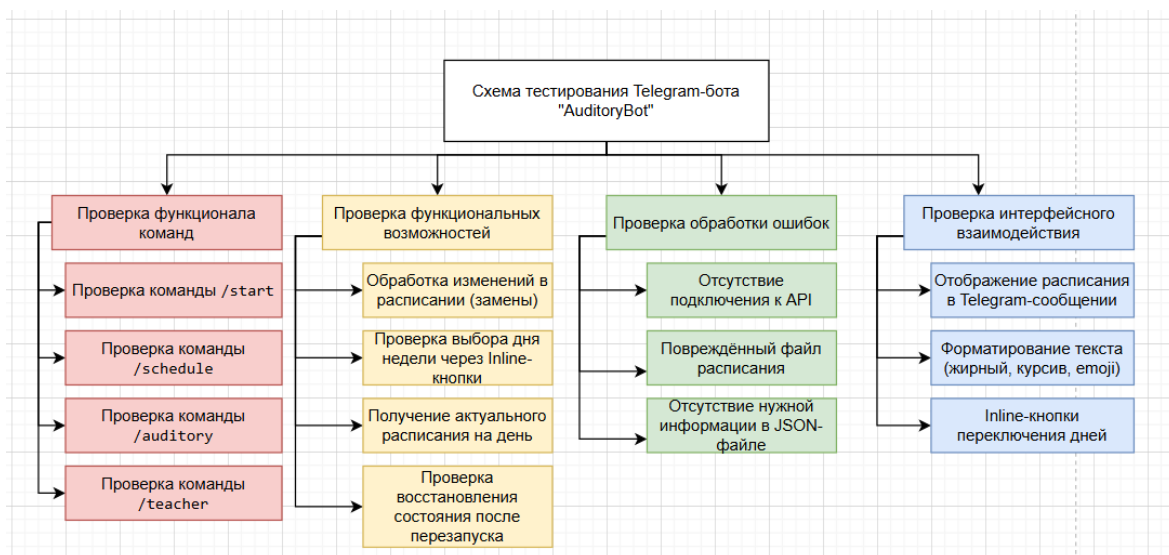 Схема тестирования Telegram-бота
"AuditoryBot"
Проверка функционала
команд
Проверка команды /start
Проверка команды
/schedule
Проверка команды
/auditory
Проверка команды
/teacher
Проверка функциональных
возможностей
Обработка изменений в
расписании (замены)
Проверка выбора дня
недели через Inline-
кнопки
Получение актуального
расписания на день
Проверка
восстановления
состояния после
перезапуска
Проверка обработки ошибок
Отсутствие
подключения к API
Повреждённый файл
расписания
Отсутствие нужной
информации в JSON-
файле
Проверка интерфейсного
взаимодействия
Отображение расписания
в Telegram-сообщении
Форматирование текста
(жирный, курсив, emoji)
Inline-кнопки
переключения дней